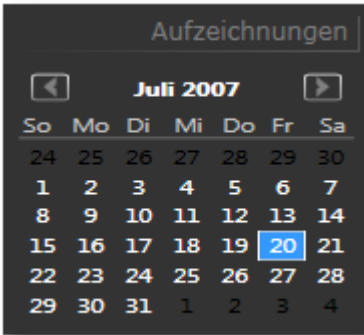 Aufzeichnungen
Juli 2007
So Mo Di Mi Do Fr Sa
24 25 26 27 28 29 30
1 2 3 4 5 6 7
8 9 10 11 12 13 14
15 16 17 18 19 20 21
22 23 24 25 26 27 28
29 30 31 1 2 3 4